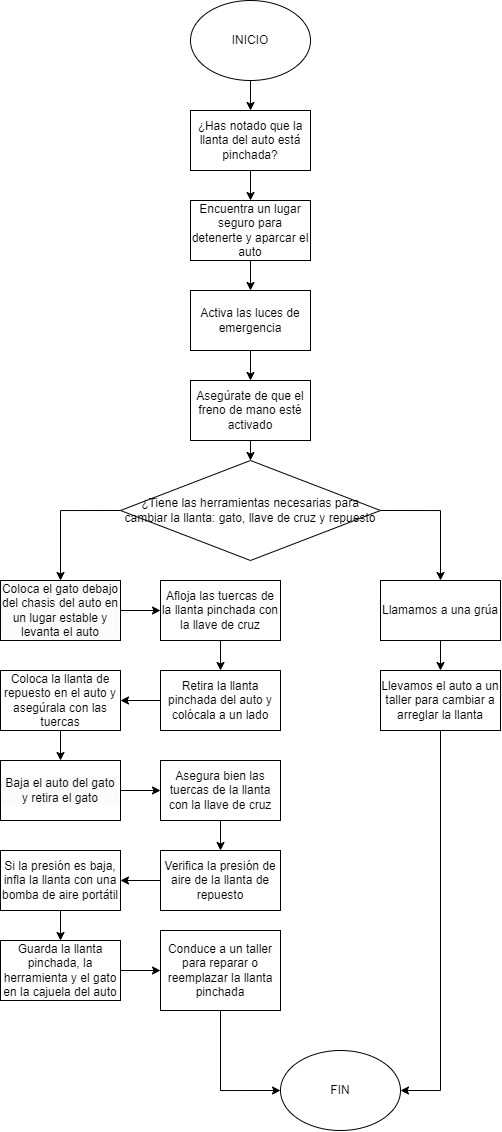 INICIO
¿Has notado que la
llanta del auto está
pinchada?
Encuentra un lugar
seguro para
detenerte y aparcar el
auto
Activa las luces de
emergencia
Asegúrate de que el
freno de mano esté
activado
¿Tiene las herramientas necesarias para
cambiar la llanta: gato, llave de cruz y repuesto
Coloca el gato debajo
del chasis del auto en
un lugar estable y
levanta el auto
Afloja las tuercas de
la llanta pinchada con
la llave de cruz
Retira la llanta
pinchada del auto y
colócala a un lado
Coloca la llanta de
repuesto en el auto y
asegúrala con las
tuercas
Baja el auto del gato
y retira el gato
Asegura bien las
tuercas de la llanta
con la llave de cruz
Verifica la presión de
aire de la llanta de
repuesto
Si la presión es baja,
infla la llanta con una
bomba de aire portátil
Guarda la llanta
pinchada, la
herramienta y el gato
en la cajuela del auto
Conduce a un taller
para reparar o
reemplazar la llanta
pinchada
Llamamos a una grúa
Llevamos el auto a un
taller para cambiar a
arreglar la llanta
FIN